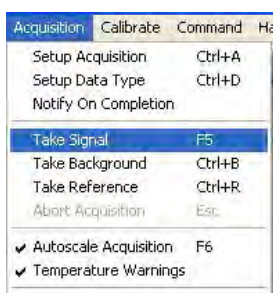 Acquisition Calibrate Command Ha
Setup Acquisition Ctrl+A
Setup Data Type Ctrl+D
Notify On Completion
Take Signal F5
Take Background Ctrl+B
Take Reference Ctrl+R
Abort Acquisition Esc
✓ Autoscale Acquisition F6
✓ Temperature Warnings